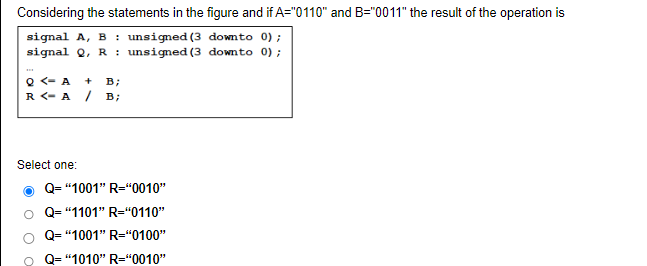 Considering the statements in the figure and if A="0110" and B="0011" the result of the operation is
signal A, B : unsigned(3 downto 0);
signal Q, R : unsigned(3 downto 0);
...
Q <= A + B;
R <= A / B;
Select one:
Q= “1001” R=“0010”
Q= “1101” R=“0110”
Q= “1001” R=“0100”
Q= “1010” R=“0010”